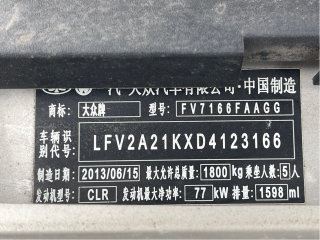 汽-大众汽车有限公司·中国制造
商标: 大众牌 型号: FV7166FAAGG
车辆识别代号: LFV2A21KXD4123166
制造日期 2013/06/15 最大允许总质量: 1800 kg 乘坐人数: 5 人
发动机型号 CLR 发动机最大净功率: 77 kW 排量: 1598 ml